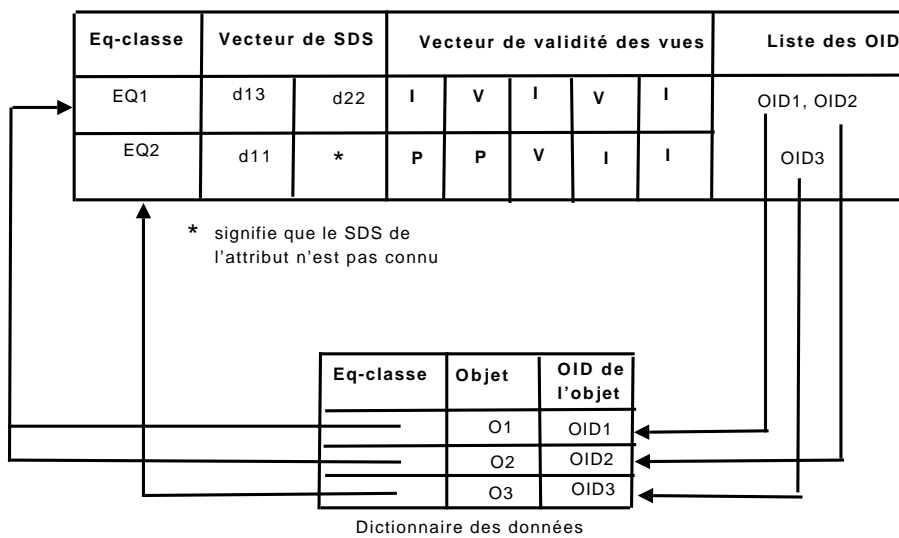 Eq-classe Vecteur de SDS Vecteur de validité des vues Liste des OID
EQ1 d13 d22 I V I V I OID1, OID2
EQ2 d11 * P P V I I OID3
* signifie que le SDS de
l'attribut n'est pas connu
Eq-classe Objet OID de
l'objet
O1 OID1
O2 OID2
O3 OID3
Dictionnaire des données